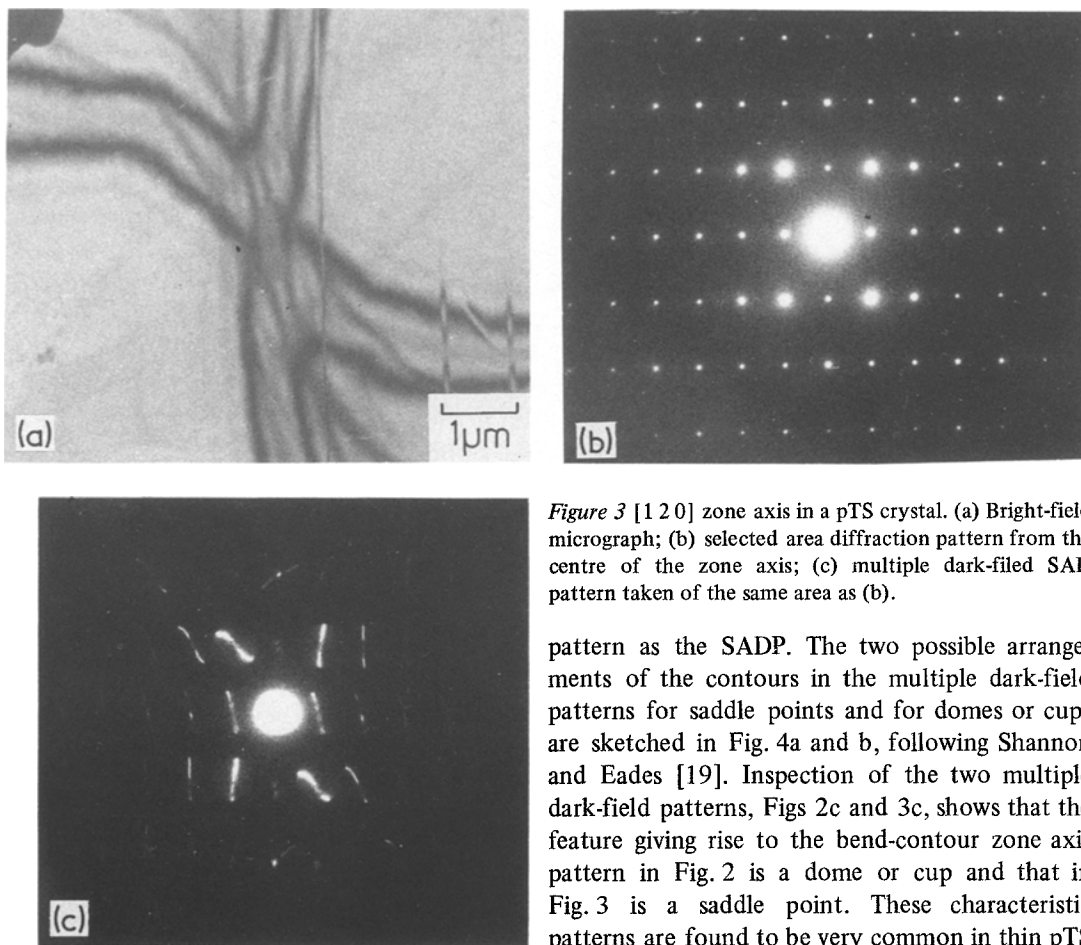 (a)
1μm
(b)
(c)
Figure 3 [1 2 0] zone axis in a pTS crystal. (a) Bright-field
micrograph; (b) selected area diffraction pattern from th
centre of the zone axis; (c) multiple dark-filed SAD
pattern taken of the same area as (b).
pattern as the SADP. The two possible arrange
ments of the contours in the multiple dark-field
patterns for saddle points and for domes or cup
are sketched in Fig. 4a and b, following Shannon
and Eades [19]. Inspection of the two multipl
dark-field patterns, Figs 2c and 3c, shows that th
feature giving rise to the bend-contour zone axi
pattern in Fig. 2 is a dome or cup and that in
Fig. 3 is a saddle point. These characteristi
patterns are found to be very common in thin pTS